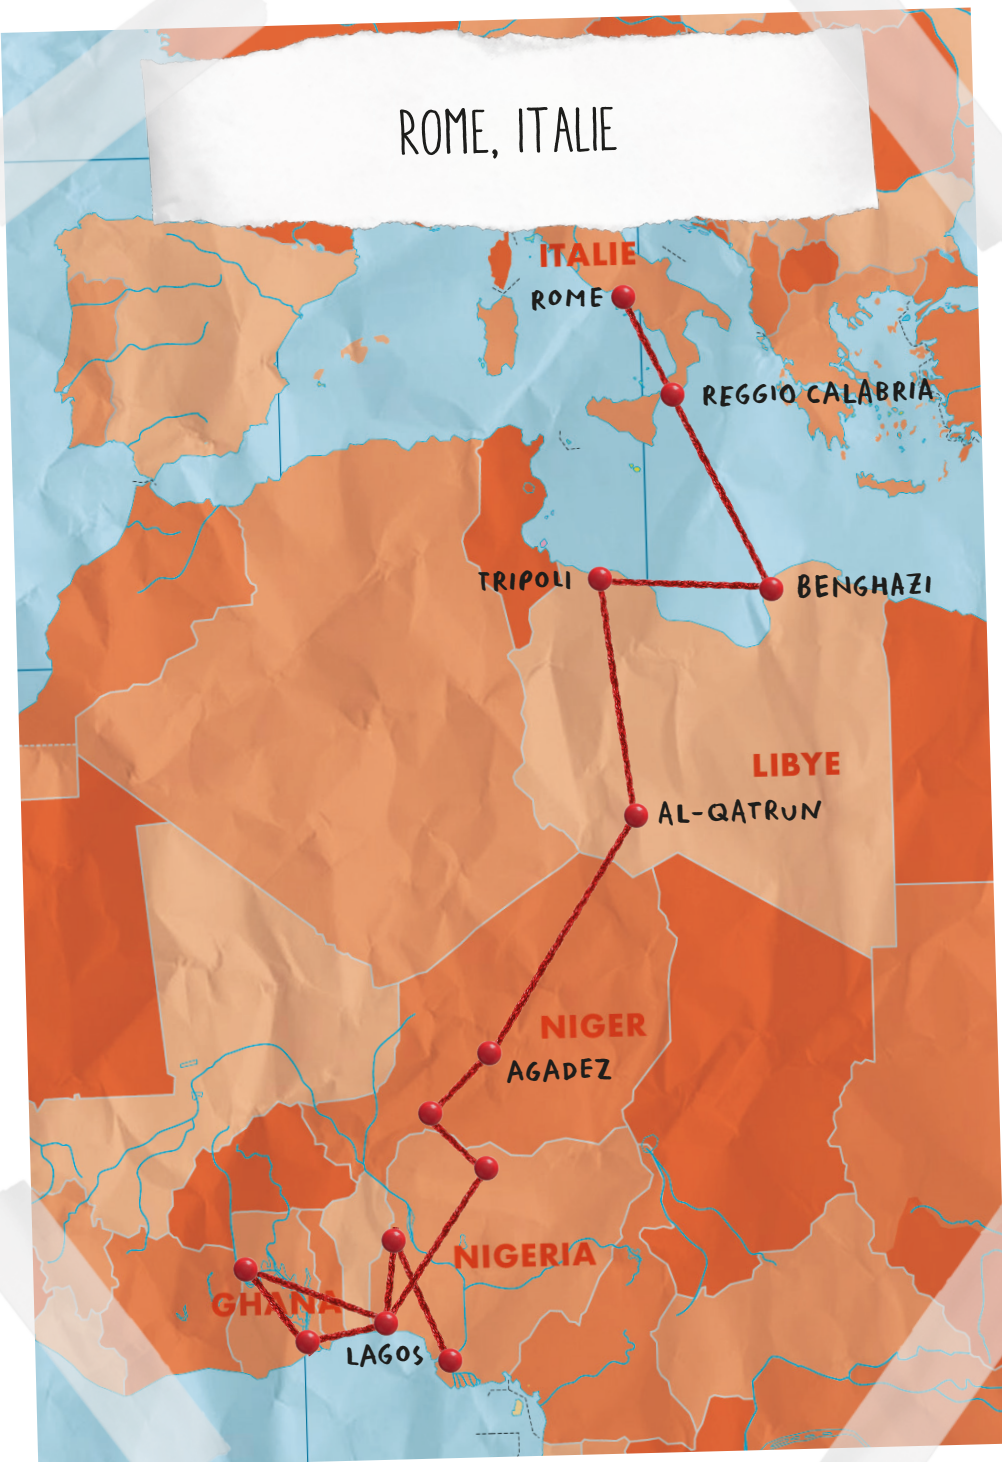 ROME, ITALIE
ITALIE
ROME
REGGIO CALABRIA
TRIPOLI
BENGHAZI
LIBYE
AL-QATRUN
NIGER
AGADEZ
NIGERIA
GHANA
LAGOS